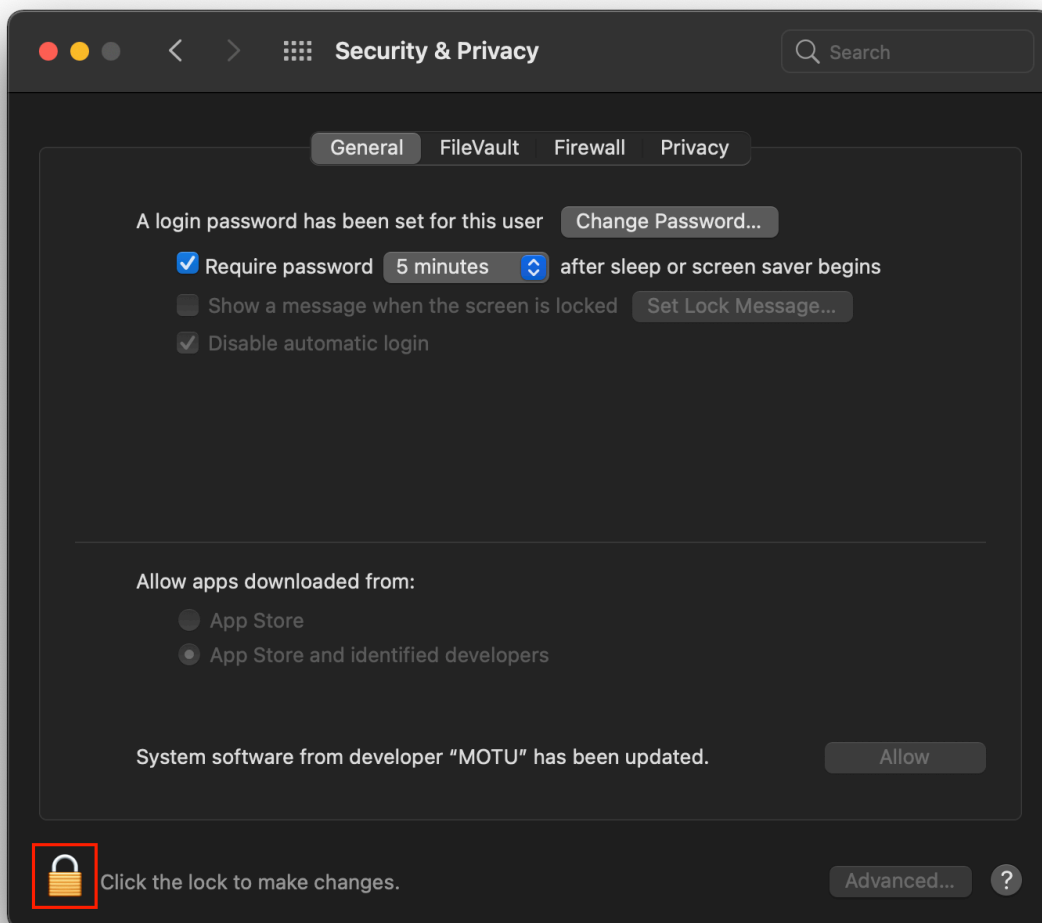 Security & Privacy
Search
General FileVault Firewall Privacy
A login password has been set for this user Change Password...
Require password 5 minutes after sleep or screen saver begins
Show a message when the screen is locked Set Lock Message...
Disable automatic login
Allow apps downloaded from:
App Store
App Store and identified developers
System software from developer “MOTU” has been updated. Allow
Click the lock to make changes. Advanced... ?